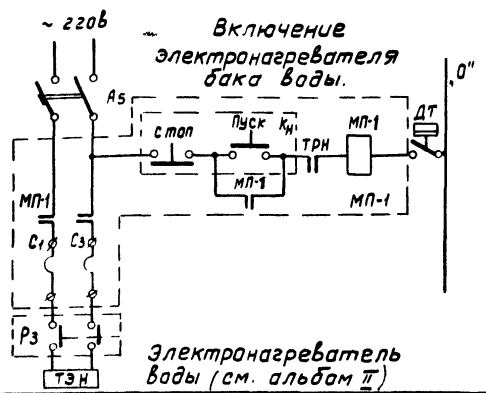 ~ 220в
Включение
электронагревателя
бака воды.
А5
„0"
ДТ
Стоп
Пуск
Кн
ТРН
МП-1
МП-1
МП-1
МП-1
С1
С3
Р3
ТЭН
Электронагреватель
воды (см. альбом II)